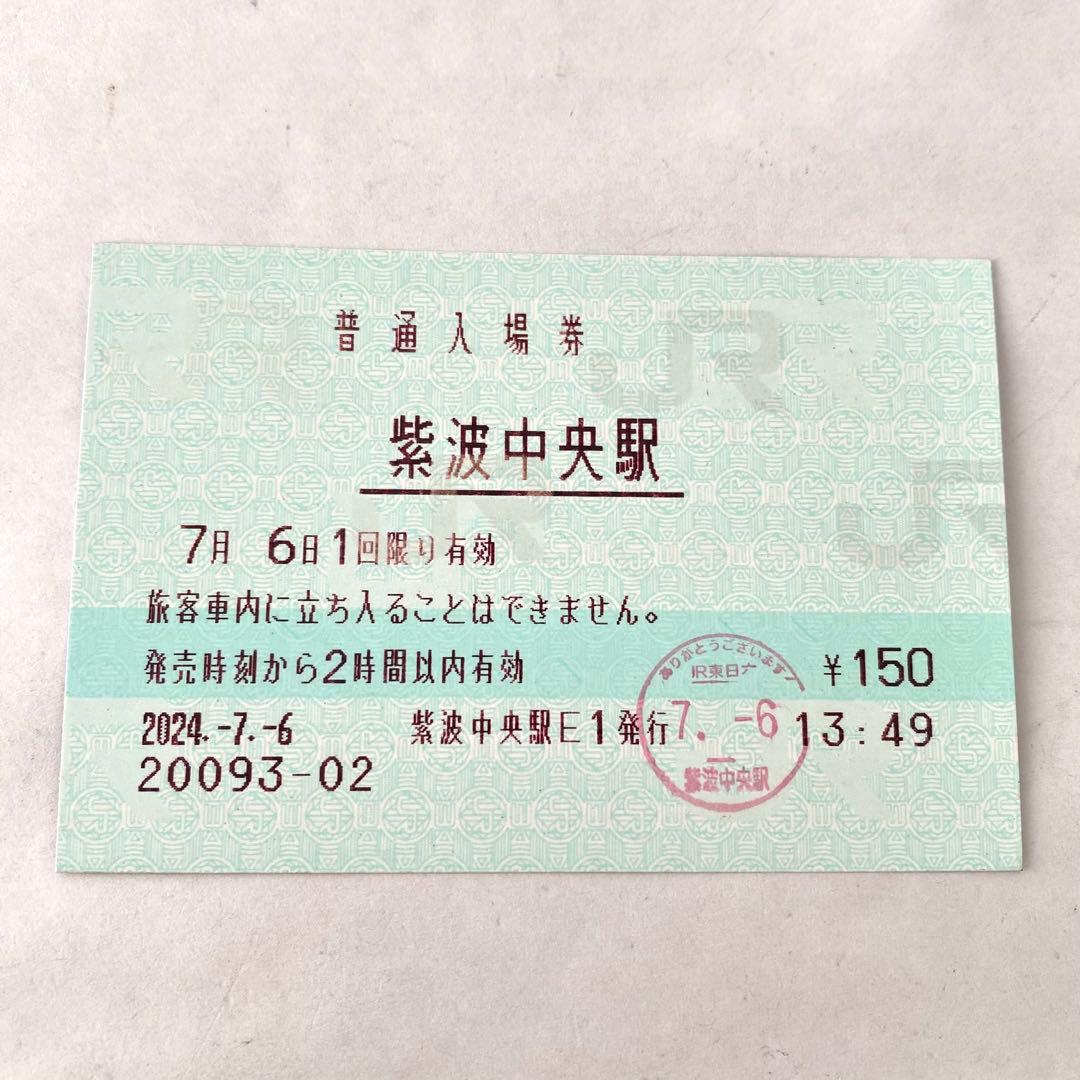 普通入場券
紫波中央駅
7月 6日1回限り有効
旅客車内に立ち入ることはできません。
発売時刻から2時間以内有効 ¥150
2024.-7.-6 紫波中央駅E1発行 13:49
20093-02
ありがとうございます
JR東日
7.-6
紫波中央駅
JR
JR
JR